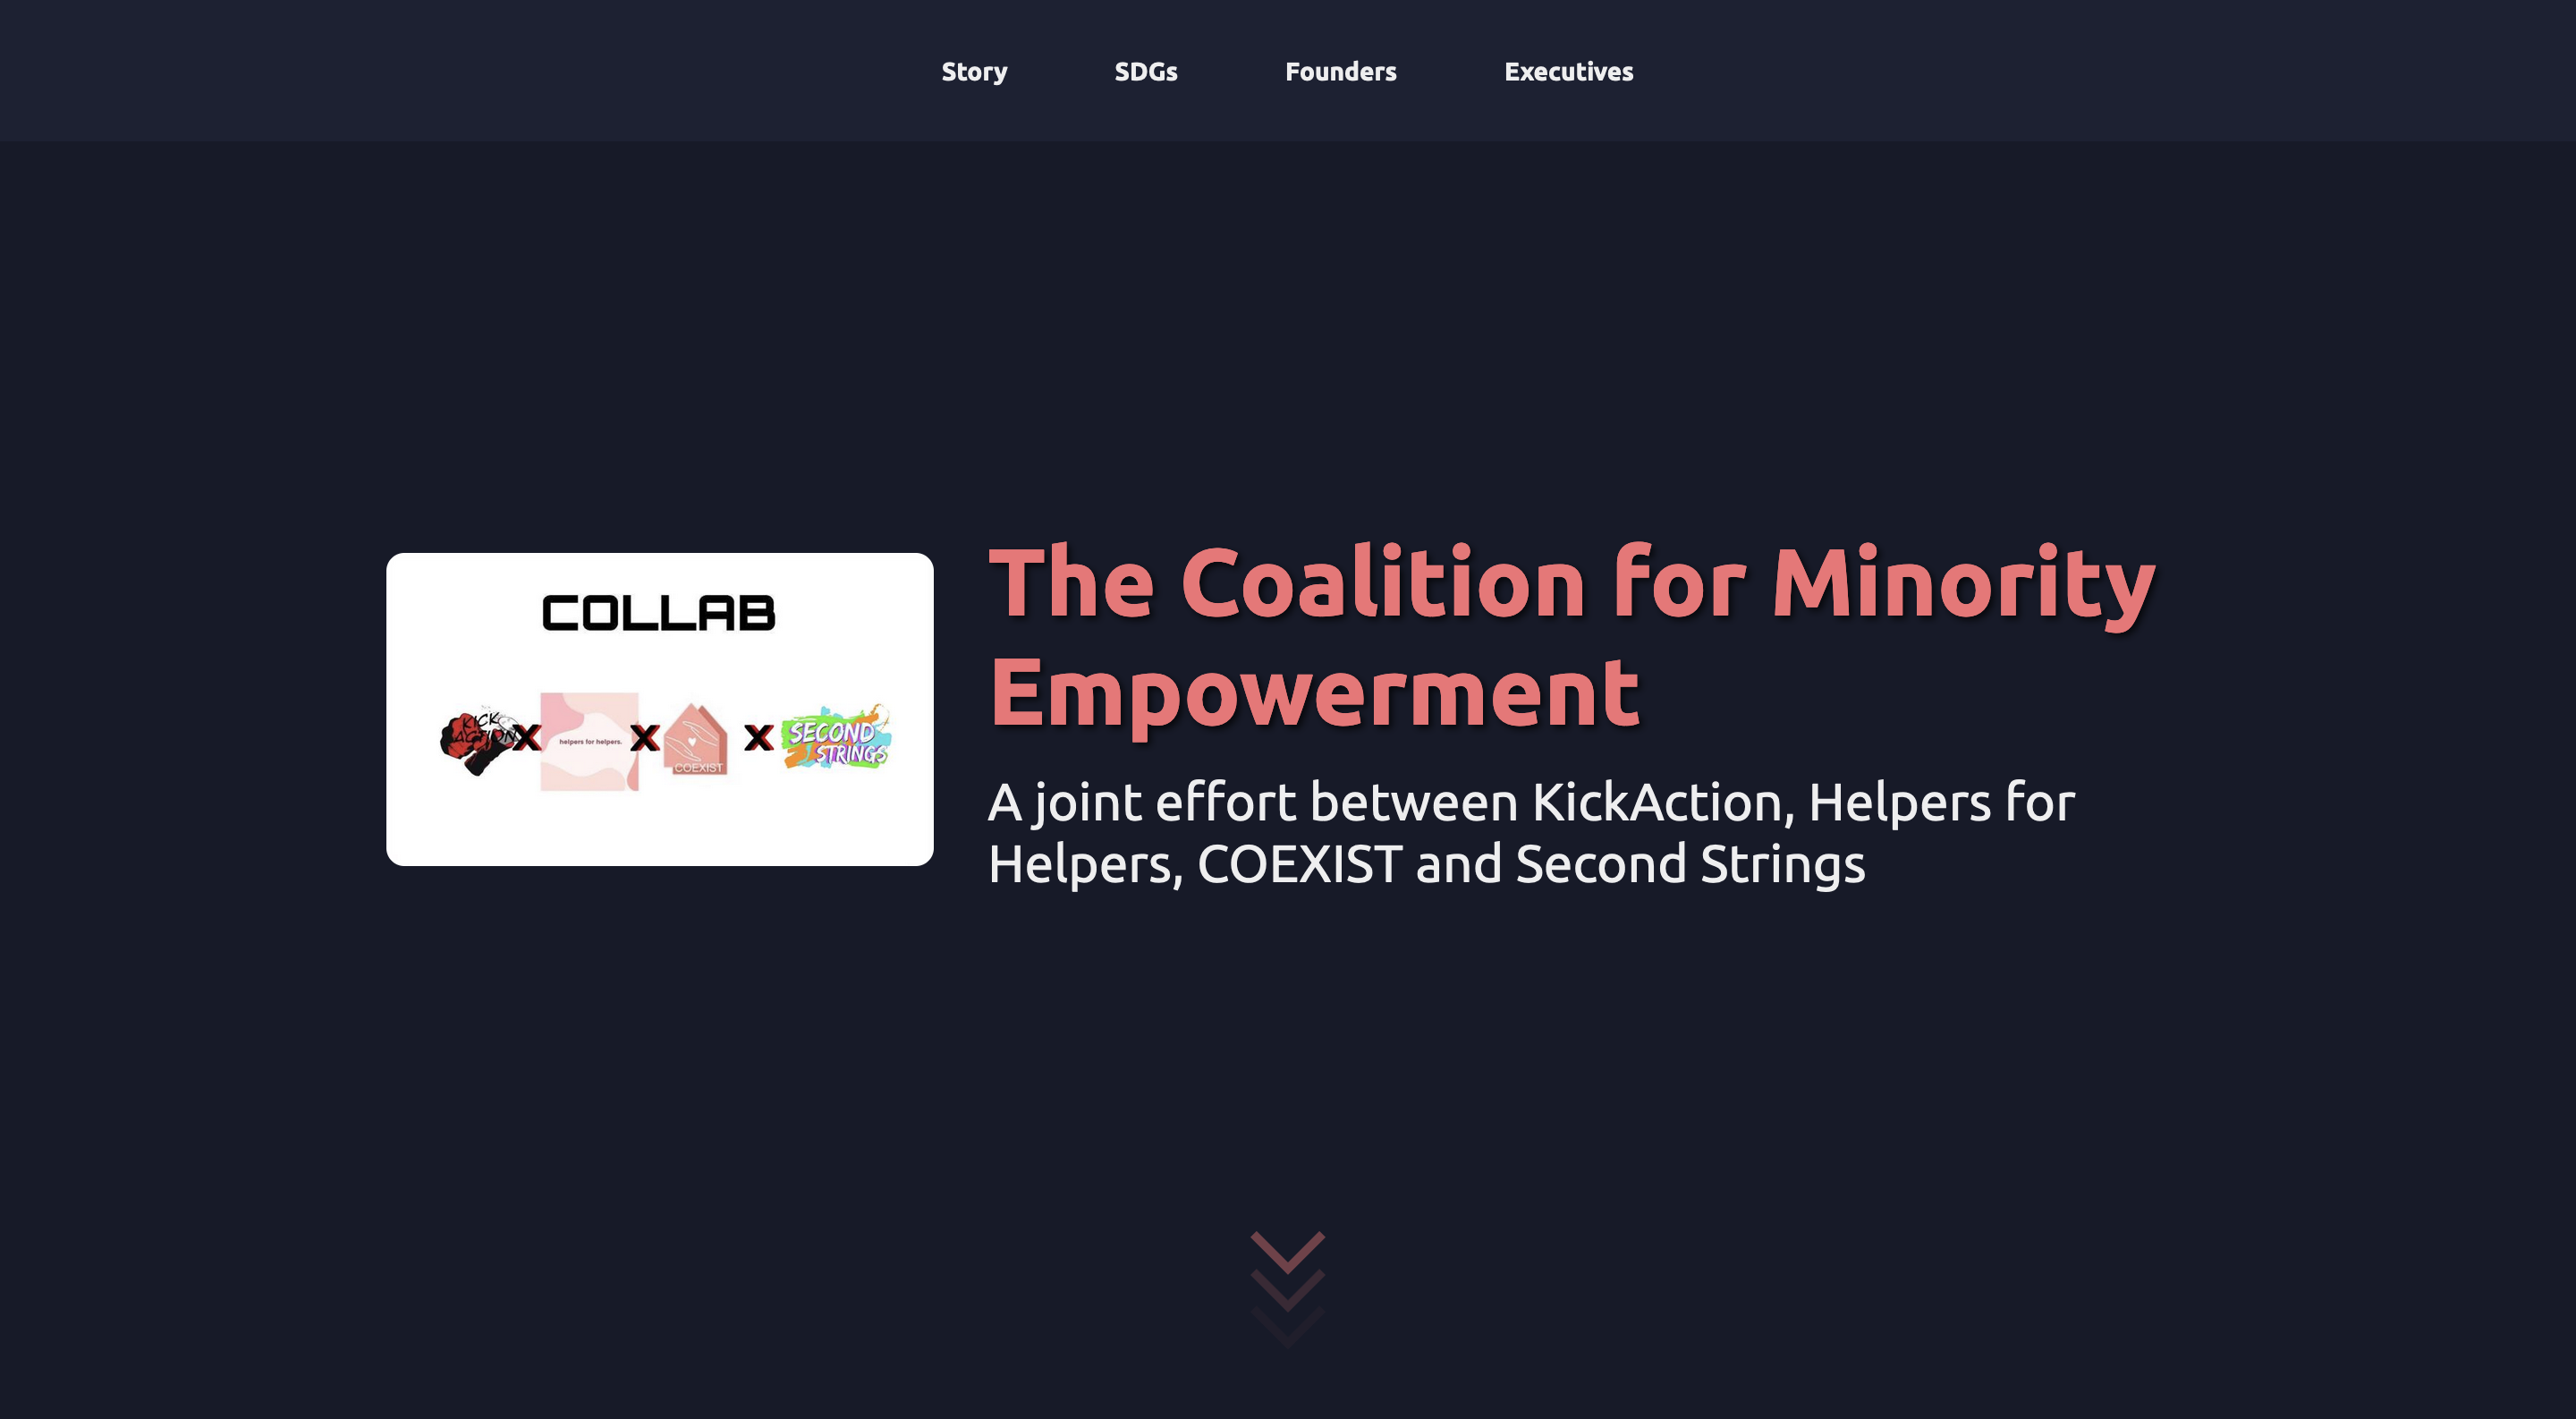 Story SDGs Founders Executives
COLLAB
KICK
ACTION
X
helpers for helpers.
X
COEXIST
X
SECOND
STRINGS
The Coalition for Minority
Empowerment
A joint effort between KickAction, Helpers for
Helpers, COEXIST and Second Strings